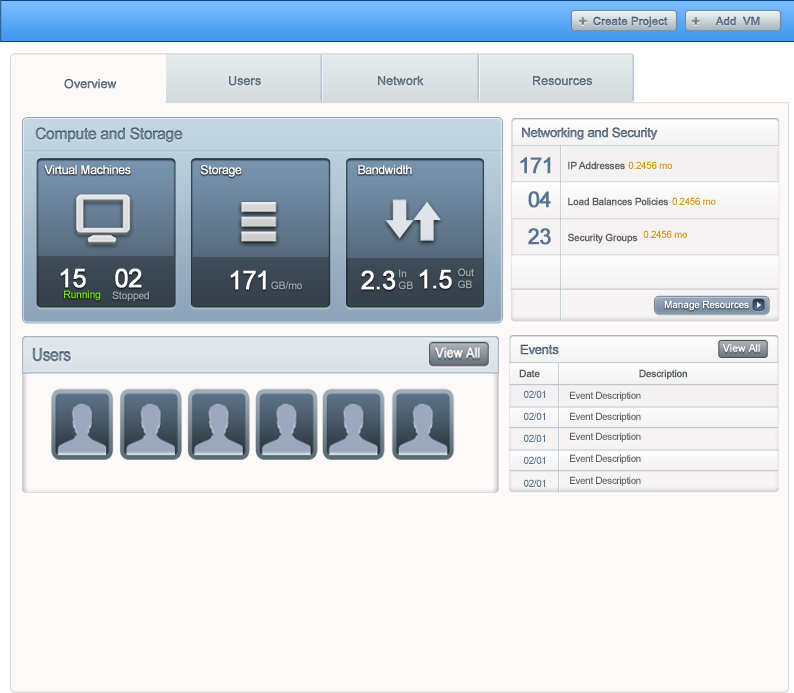 + Create Project
+ Add VM
Overview
Users
Network
Resources
Compute and Storage
Virtual Machines
15 02
Running Stopped
Storage
171 GB/mo
Bandwidth
2.3 In GB 1.5 Out GB
Networking and Security
171 IP Addresses 0.2456 mo
04 Load Balances Policies 0.2456 mo
23 Security Groups 0.2456 mo
Manage Resources
Users
View All
Events
View All
Date Description
02/01 Event Description
02/01 Event Description
02/01 Event Description
02/01 Event Description
02/01 Event Description